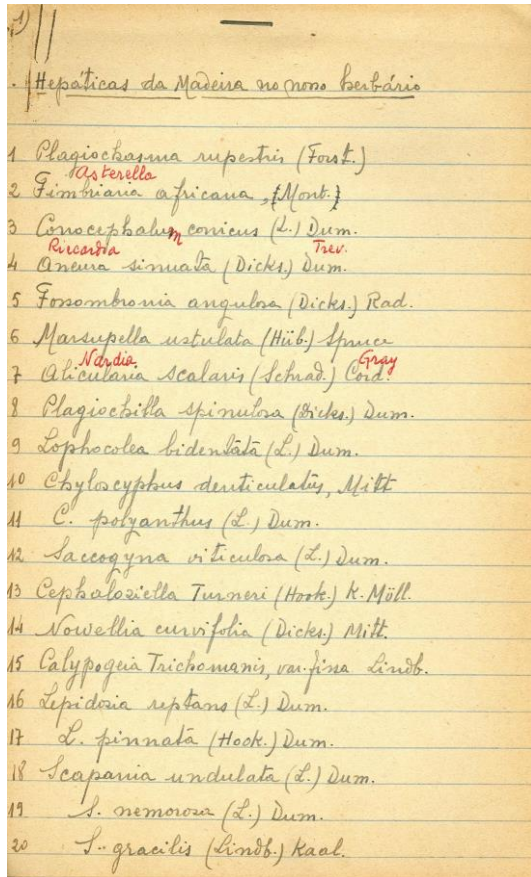 1)
. Hepáticas da Madeira no nosso herbário
1 Plagiochasma rupestris (Forst.)
Asterella
2 Fimbriaria africana, (Mont.)
3 Conocephalum conicus (L.) Dum.
Riccardia Trev.
4 Aneura sinuata (Dicks.) Dum.
5 Fossombronia angulosa (Dicks.) Rad.
6 Marsupella ustulata (Hüb.) Spruce
Nardia Gray
7 Alicularia scalaris (Schrad.) Cord.
8 Plagiochilla spinulosa (Dicks.) Dum.
9 Lophocolea bidentata (L.) Dum.
10 Chyloscyphus denticulatus, Mitt
11 C. polyanthus (L.) Dum.
12 Saccogyna viticulosa (L.) Dum.
13 Cephaloziella Turneri (Hook.) K. Müll.
14 Nowellia curvifolia (Dicks.) Mitt.
15 Calypogeia Trichomanis, var. fissa Lindb.
16 Lepidozia reptans (L.) Dum.
17 L. pinnata (Hook.) Dum.
18 Scapania undulata (L.) Dum.
19 S. nemorosa (L.) Dum.
20 S. gracilis (Lindb.) Kaal.